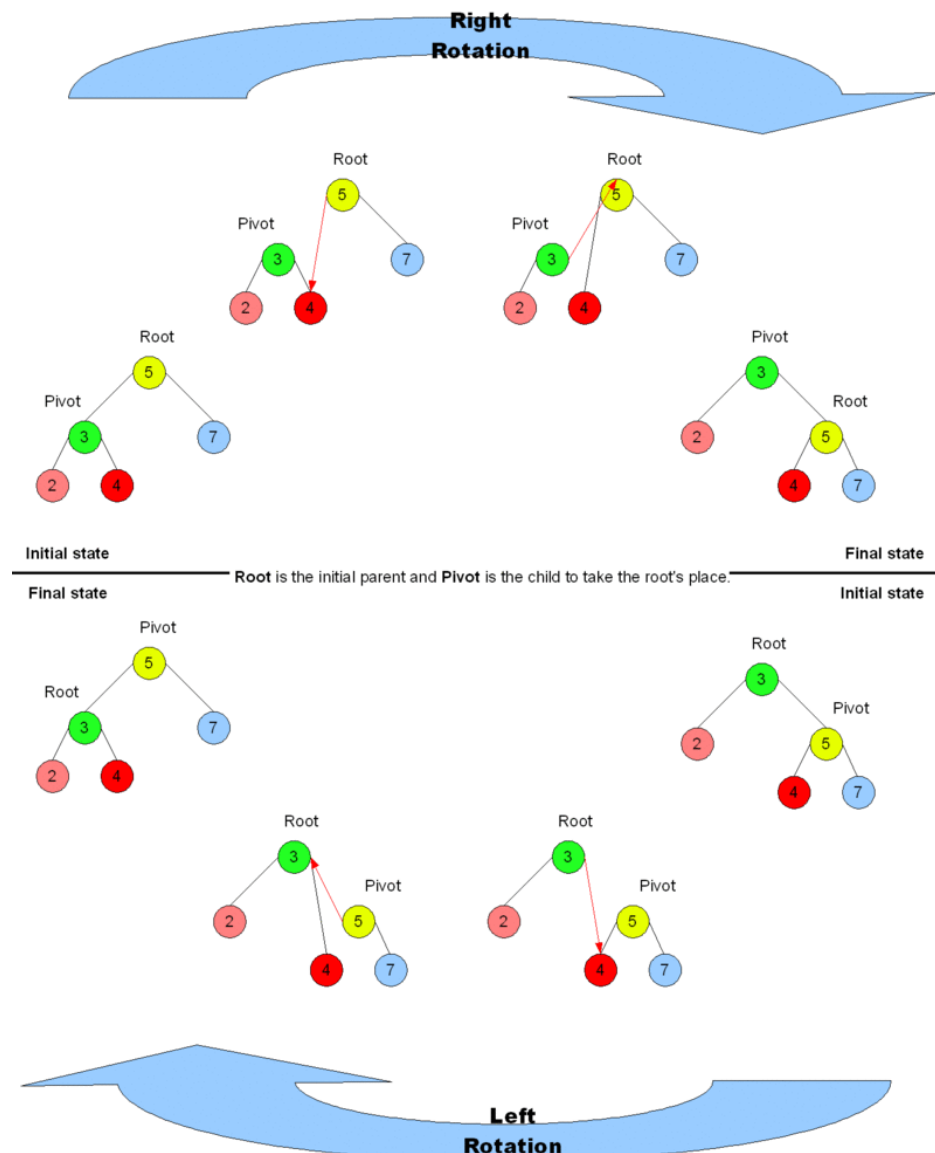 Right
Rotation
Root
Root
5
5
Pivot
Pivot
3
7
3
7
2
4
2
4
Root
Pivot
5
3
Pivot
Root
3
7
2
5
2
4
4
7
Initial state
Final state
Root is the initial parent and Pivot is the child to take the root's place.
Final state
Initial state
Pivot
Root
5
3
Root
Pivot
3
7
2
5
2
4
4
7
Root
Root
3
3
Pivot
Pivot
2
5
2
5
4
7
4
7
Left
Rotation